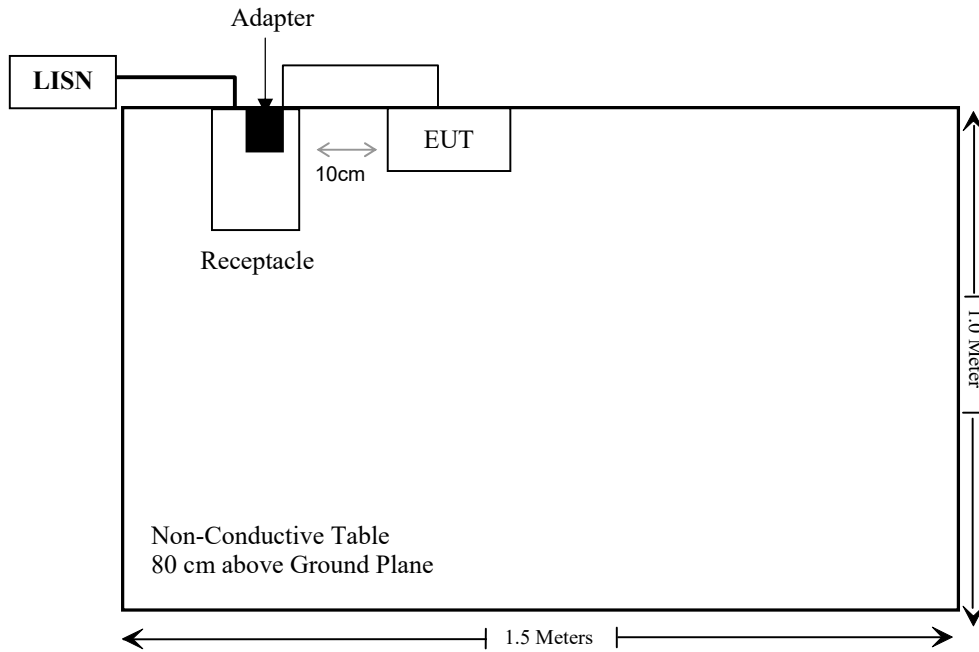 Adapter
LISN
EUT
10cm
Receptacle
1.0 Meter
Non-Conductive Table
80 cm above Ground Plane
1.5 Meters